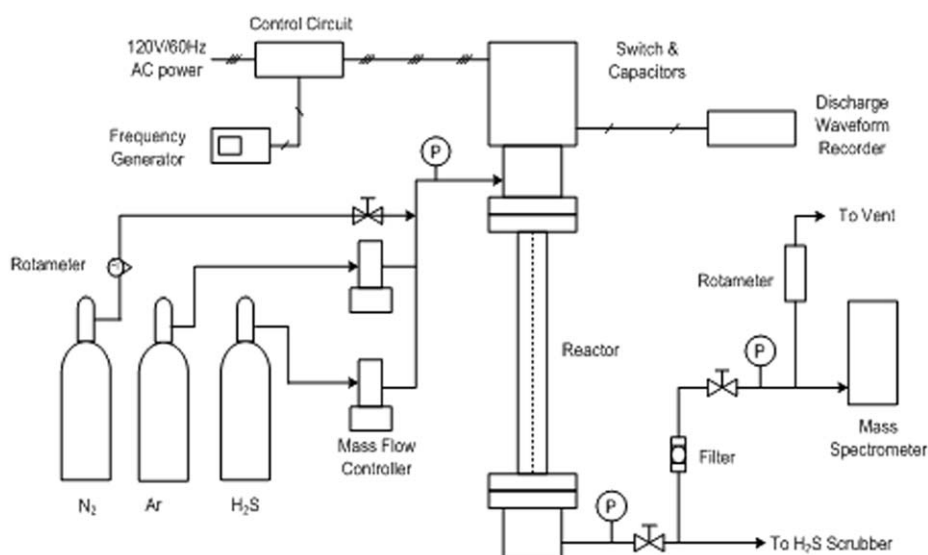 Control Circuit
120V/60Hz
AC power
Switch &
Capacitors
Frequency
Generator
Discharge
Waveform
Recorder
P
To Vent
Rotameter
Rotameter
Reactor
P
Mass Flow
Controller
Filter
Mass
Spectrometer
N₂
Ar
H₂S
P
To H₂S Scrubber